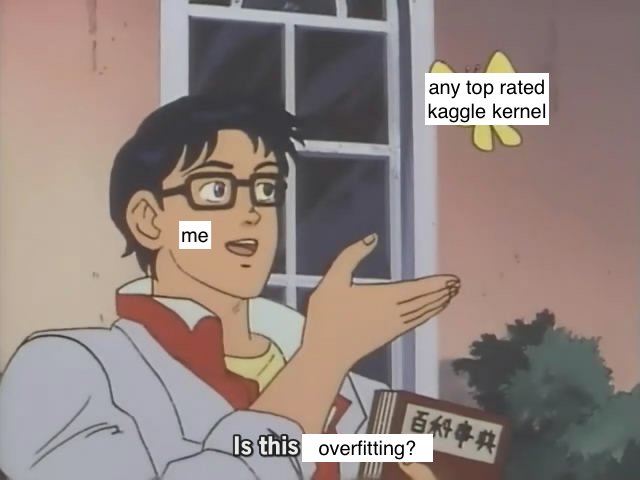 any top rated
kaggle kernel
me
百科事典
Is this overfitting?